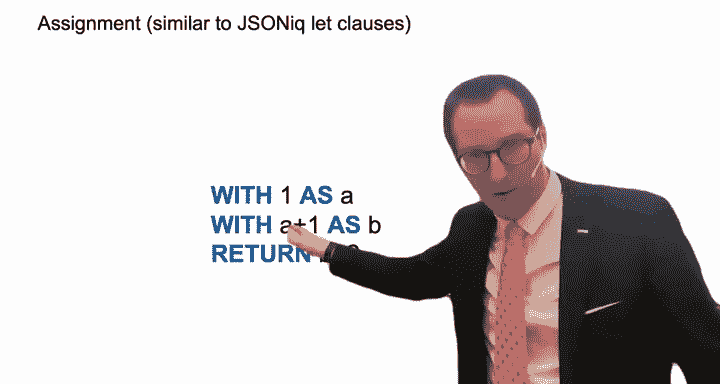 Assignment (similar to JSONiq let clauses)
WITH 1 AS a
WITH a+1 AS b
RETURN